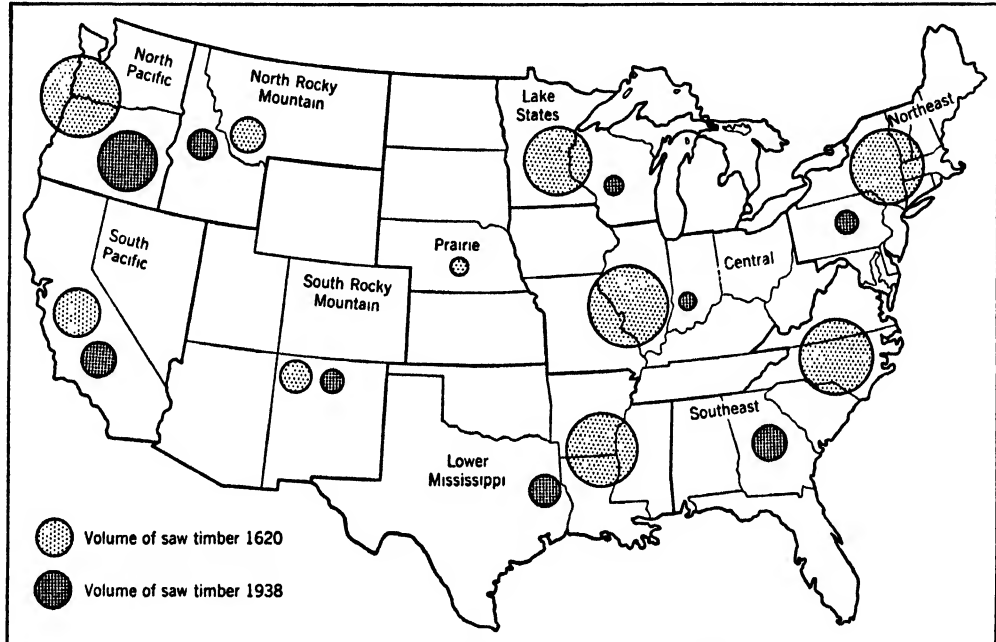 North
Pacific
North Rocky
Mountain
Lake
States
Northeast
South
Pacific
Prairie
Central
South Rocky
Mountain
Southeast
Lower
Mississippi
Volume of saw timber 1620
Volume of saw timber 1938